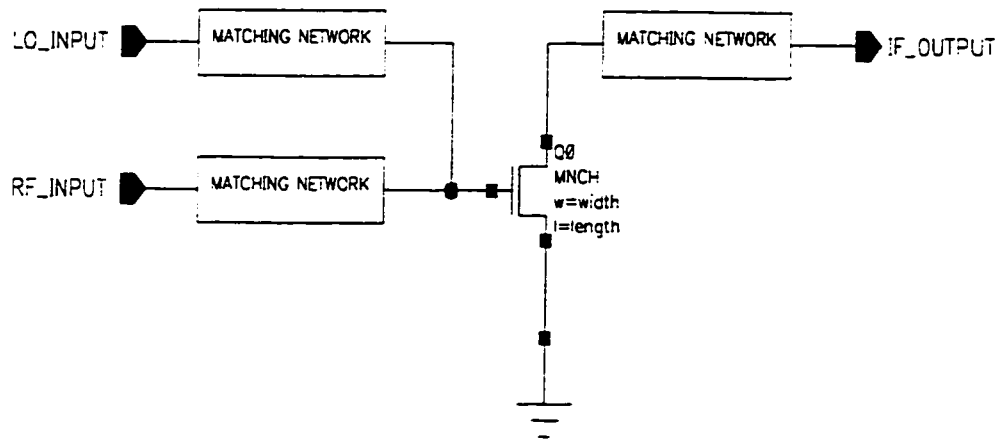 LO_INPUT
MATCHING NETWORK
MATCHING NETWORK
IF_OUTPUT
RF_INPUT
MATCHING NETWORK
Q0
MNCH
w=width
l=length